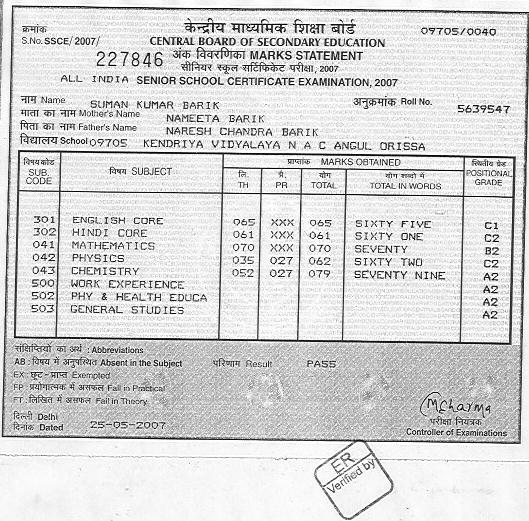 क्रमांक केन्द्रीय माध्यमिक शिक्षा बोर्ड 09705/0040
S.No. SSCE/2007/ CENTRAL BOARD OF SECONDARY EDUCATION
227846 अंक विवरणिका MARKS STATEMENT
सीनियर स्कूल सर्टिफिकेट परीक्षा, 2007
ALL INDIA SENIOR SCHOOL CERTIFICATE EXAMINATION, 2007
नाम Name SUMAN KUMAR BARIK अनुक्रमांक Roll No. 5639547
माता का नाम Mother's Name NAMEETA BARIK
पिता का नाम Father's Name NARESH CHANDRA BARIK
विद्यालय School 09705 KENDRIYA VIDYALAYA N A C ANGUL ORISSA
विषय कोड SUB. CODE विषय SUBJECT प्राप्तांक MARKS OBTAINED स्थितीय ग्रेड POSITIONAL GRADE
लि. TH प्रै. PR योग TOTAL योग शब्दों में TOTAL IN WORDS
301 ENGLISH CORE 065 XXX 065 SIXTY FIVE C1
302 HINDI CORE 061 XXX 061 SIXTY ONE C2
041 MATHEMATICS 070 XXX 070 SEVENTY B2
042 PHYSICS 035 027 062 SIXTY TWO C2
043 CHEMISTRY 052 027 079 SEVENTY NINE A2
500 WORK EXPERIENCE A2
502 PHY & HEALTH EDUCA A2
503 GENERAL STUDIES A2
संक्षिप्तियों का अर्थ : Abbreviations
AB : विषय में अनुपस्थित Absent in the Subject परिणाम Result PASS
EX : छूट - प्राप्त Exempted
FP : प्रयोगात्मक में असफल Fail in Practical
FT : लिखित में असफल Fail in Theory
दिल्ली Delhi
दिनांक Dated 25-05-2007
परीक्षा नियंत्रक
Controller of Examinations
ER
Verified by